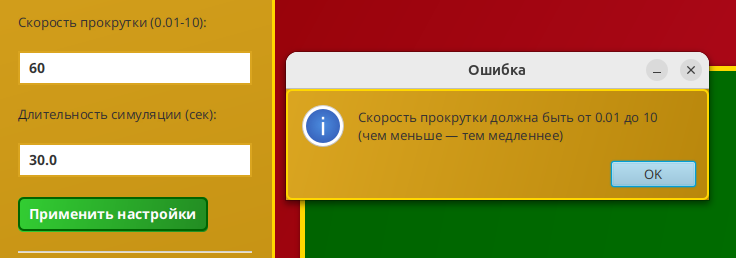 Скорость прокрутки (0.01-10):
60
Длительность симуляции (сек):
30.0
Применить настройки
Ошибка
Скорость прокрутки должна быть от 0.01 до 10
(чем меньше — тем медленнее)
OK